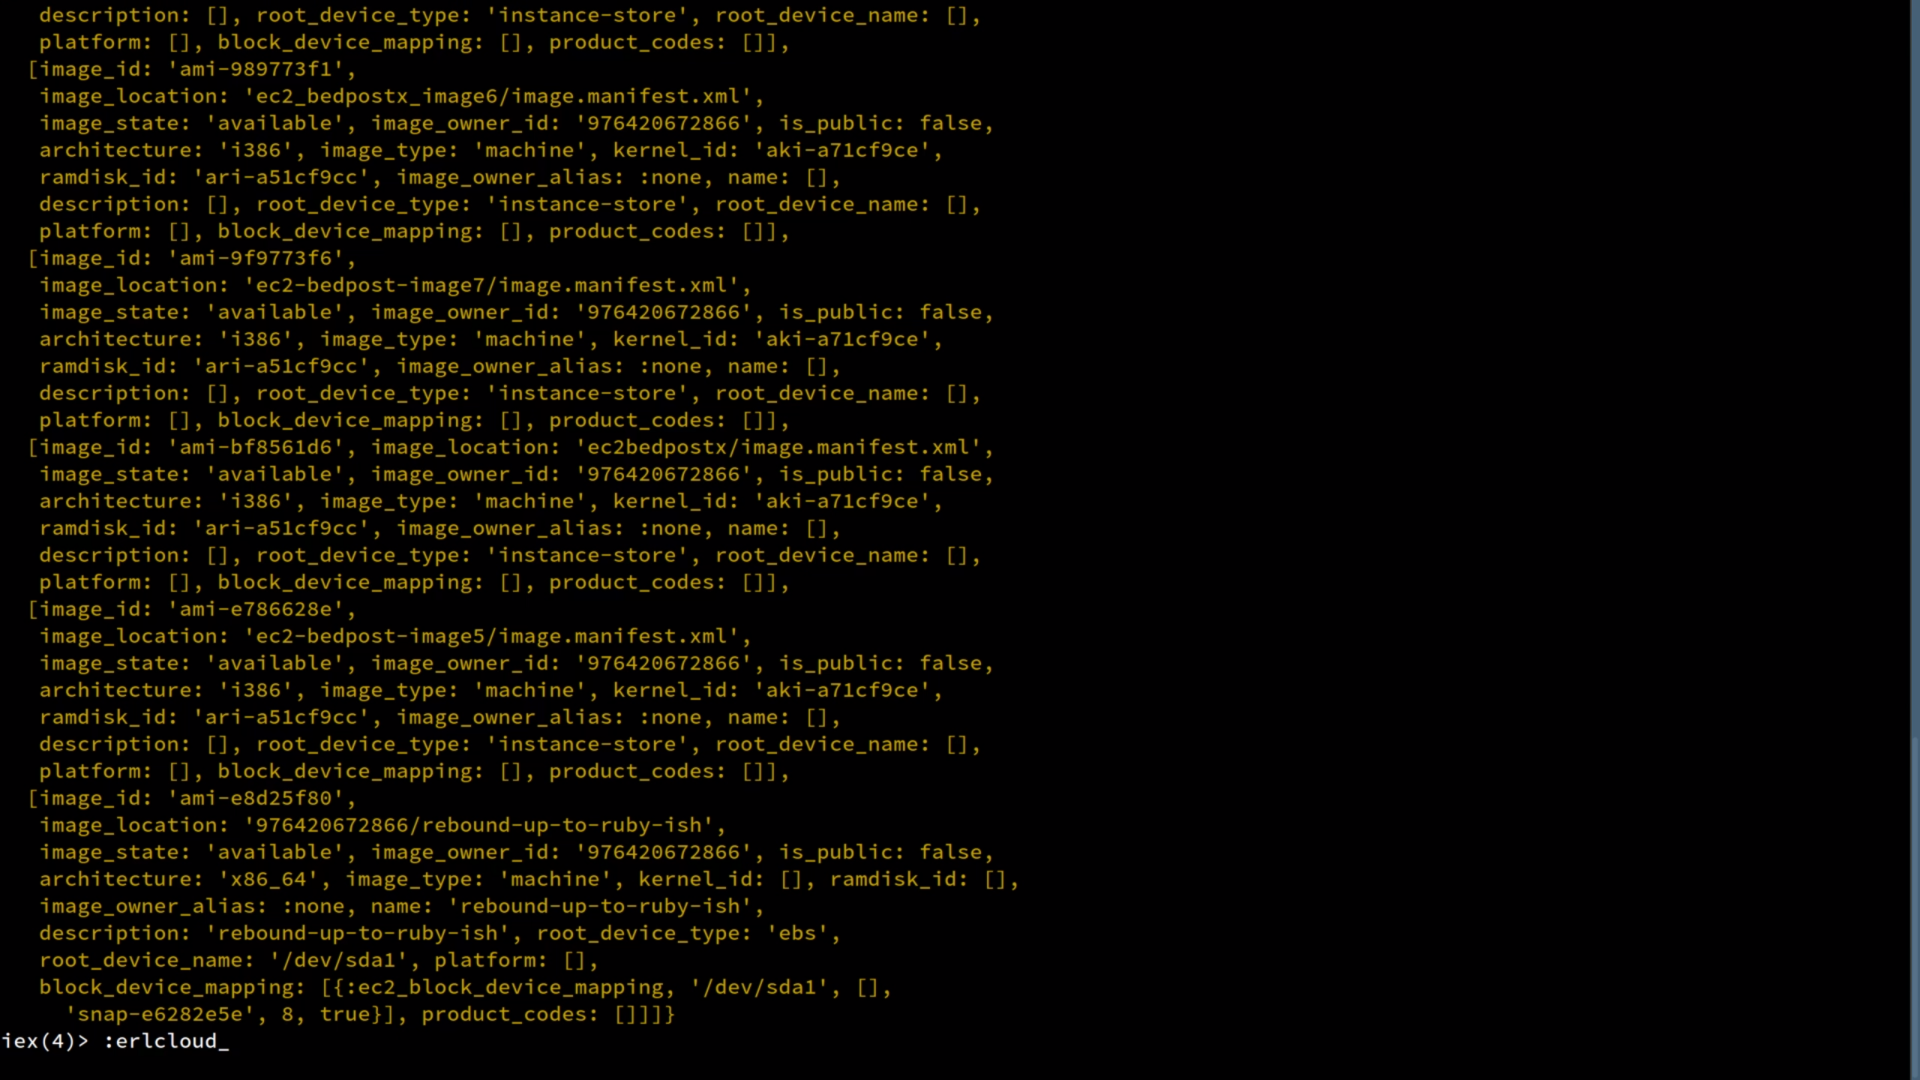 description: [], root_device_type: 'instance-store', root_device_name: [],
platform: [], block_device_mapping: [], product_codes: []],
[image_id: 'ami-989773f1',
image_location: 'ec2_bedpostx_image6/image.manifest.xml',
image_state: 'available', image_owner_id: '976420672866', is_public: false,
architecture: 'i386', image_type: 'machine', kernel_id: 'aki-a71cf9ce',
ramdisk_id: 'ari-a51cf9cc', image_owner_alias: :none, name: [],
description: [], root_device_type: 'instance-store', root_device_name: [],
platform: [], block_device_mapping: [], product_codes: []],
[image_id: 'ami-9f9773f6',
image_location: 'ec2-bedpost-image7/image.manifest.xml',
image_state: 'available', image_owner_id: '976420672866', is_public: false,
architecture: 'i386', image_type: 'machine', kernel_id: 'aki-a71cf9ce',
ramdisk_id: 'ari-a51cf9cc', image_owner_alias: :none, name: [],
description: [], root_device_type: 'instance-store', root_device_name: [],
platform: [], block_device_mapping: [], product_codes: []],
[image_id: 'ami-bf8561d6', image_location: 'ec2bedpostx/image.manifest.xml',
image_state: 'available', image_owner_id: '976420672866', is_public: false,
architecture: 'i386', image_type: 'machine', kernel_id: 'aki-a71cf9ce',
ramdisk_id: 'ari-a51cf9cc', image_owner_alias: :none, name: [],
description: [], root_device_type: 'instance-store', root_device_name: [],
platform: [], block_device_mapping: [], product_codes: []],
[image_id: 'ami-e786628e',
image_location: 'ec2-bedpost-image5/image.manifest.xml',
image_state: 'available', image_owner_id: '976420672866', is_public: false,
architecture: 'i386', image_type: 'machine', kernel_id: 'aki-a71cf9ce',
ramdisk_id: 'ari-a51cf9cc', image_owner_alias: :none, name: [],
description: [], root_device_type: 'instance-store', root_device_name: [],
platform: [], block_device_mapping: [], product_codes: []],
[image_id: 'ami-e8d25f80',
image_location: '976420672866/rebound-up-to-ruby-ish',
image_state: 'available', image_owner_id: '976420672866', is_public: false,
architecture: 'x86_64', image_type: 'machine', kernel_id: [], ramdisk_id: [],
image_owner_alias: :none, name: 'rebound-up-to-ruby-ish',
description: 'rebound-up-to-ruby-ish', root_device_type: 'ebs',
root_device_name: '/dev/sda1', platform: [],
block_device_mapping: [{:ec2_block_device_mapping, '/dev/sda1', [],
'snap-e6282e5e', 8, true}], product_codes: []]]}
iex(4)> :erlcloud_